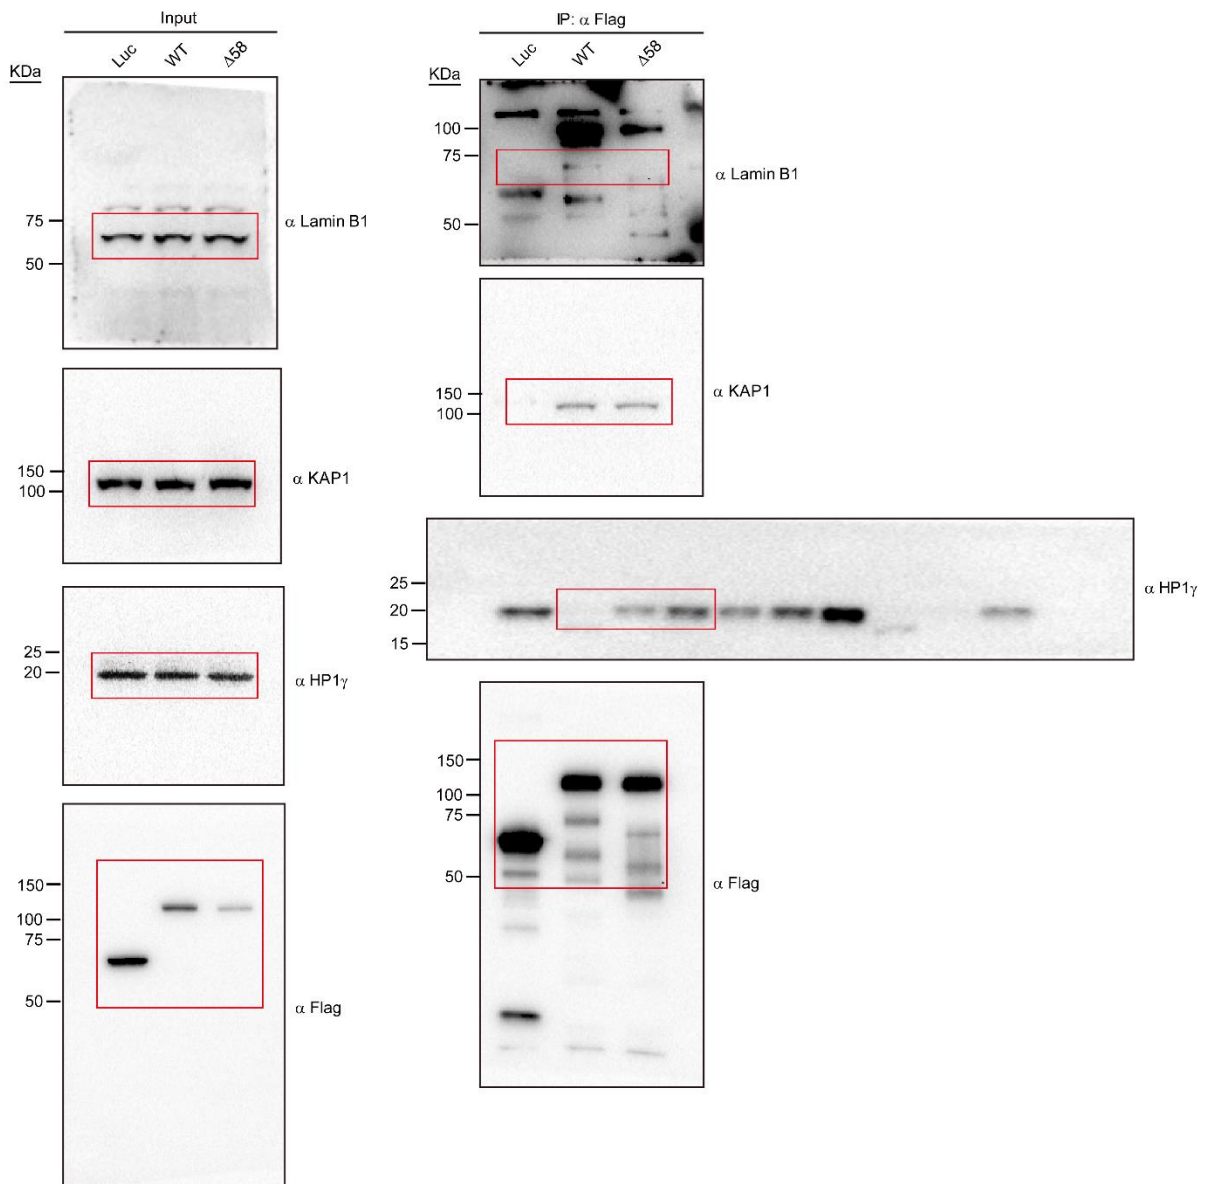 Input
Luc WT Δ58
KDa
75
50
α Lamin B1
150
100
α KAP1
25
20
α HP1γ
150
100
75
50
α Flag
IP: α Flag
Luc WT Δ58
KDa
100
75
50
α Lamin B1
150
100
α KAP1
25
20
15
α HP1γ
150
100
75
50
α Flag